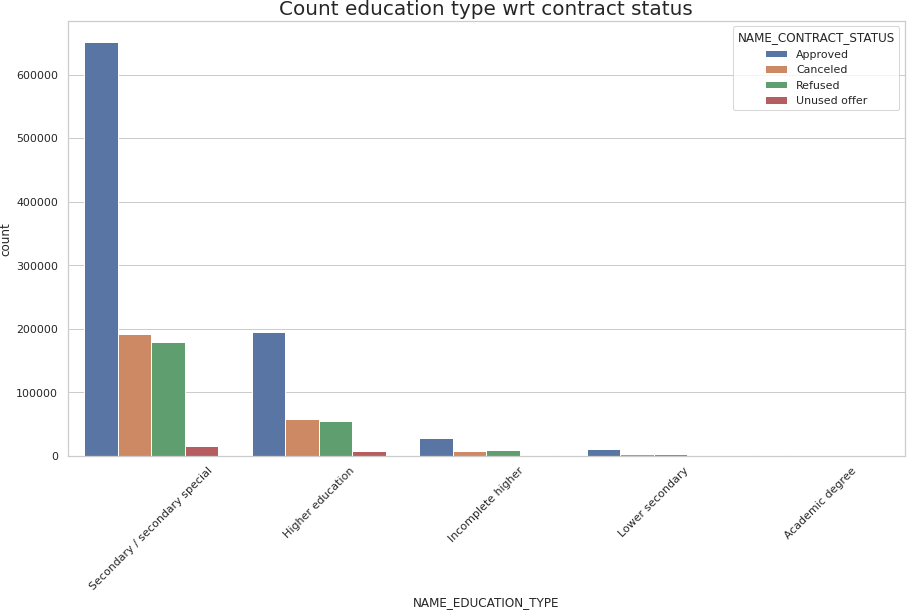 Count education type wrt contract status
NAME_CONTRACT_STATUS
Approved
Canceled
Refused
Unused offer
600000
500000
400000
300000
200000
100000
0
count
Secondary / secondary special
Higher education
Incomplete higher
Lower secondary
Academic degree
NAME_EDUCATION_TYPE